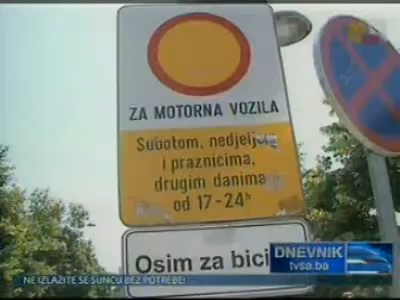 ZA MOTORNA VOZILA
Subotom, nedjeljom
i praznicima,
drugim danima
od 17-24h
Osim za bici
DNEVNIK
tvsa.ba
NE IZLAZITE SE SUNCU BEZ POTREBE!